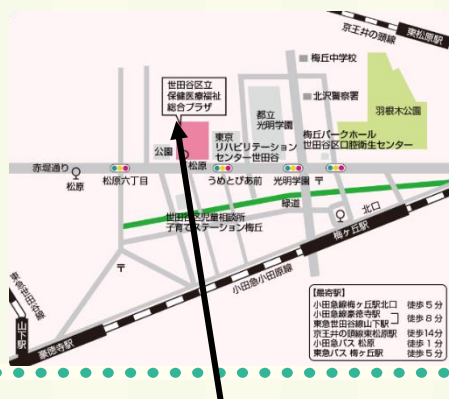 京王井の頭線
東松原駅
梅丘中学校
世田谷区立
保健医療福祉
総合プラザ
北沢警察署
羽根木公園
都立
光明学園
梅丘パークホール
世田谷区口腔衛生センター
公園
松原
東京
リハビリテーション
センター世田谷
赤堤通り
松原
松原六丁目
うめとぴあ前
光明学園
緑道
世田谷区児童相談所
子育てステーション梅丘
北口
梅ヶ丘駅
小田急小田原線
東急世田谷線
山下駅
豪徳寺駅
【最寄駅】
小田急線梅ヶ丘駅北口 徒歩5分
小田急線豪徳寺駅
東急世田谷線山下駅 徒歩8分
京王井の頭線東松原駅 徒歩14分
小田急バス 松原 徒歩1分
東急バス 梅ヶ丘駅 徒歩5分